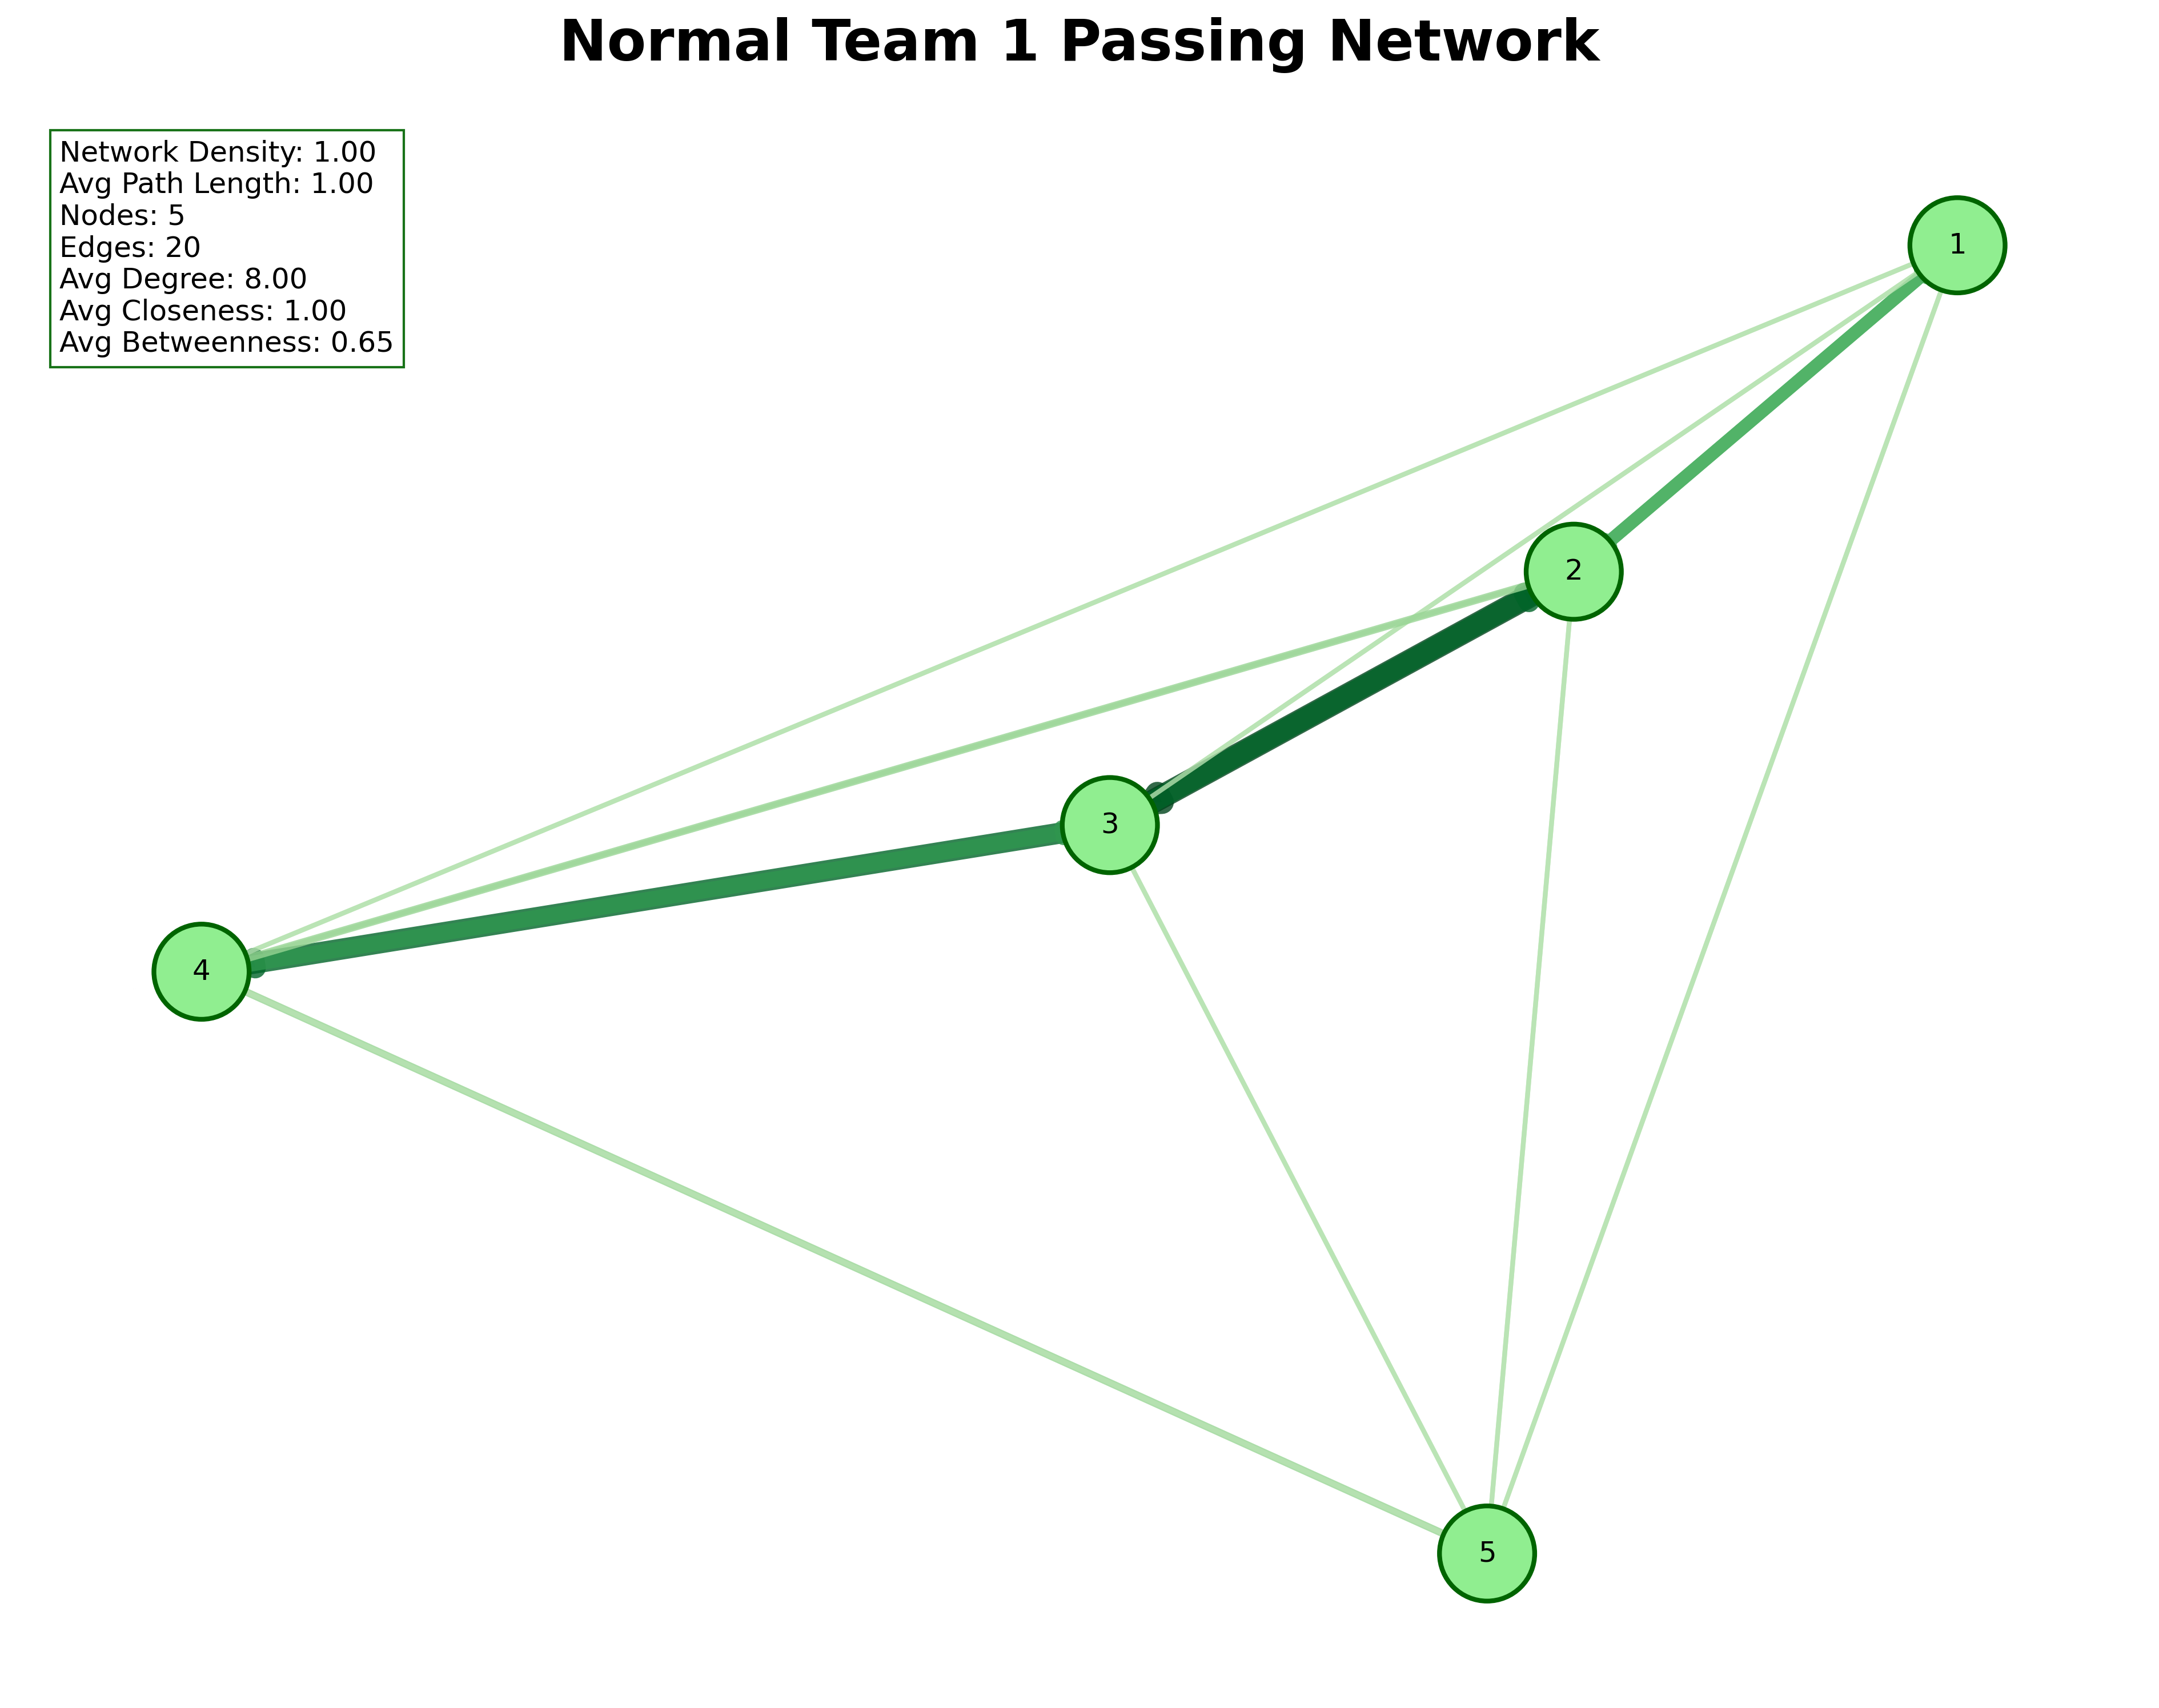 Normal Team 1 Passing Network
Network Density: 1.00
Avg Path Length: 1.00
Nodes: 5
Edges: 20
Avg Degree: 8.00
Avg Closeness: 1.00
Avg Betweenness: 0.65
1
2
3
4
5